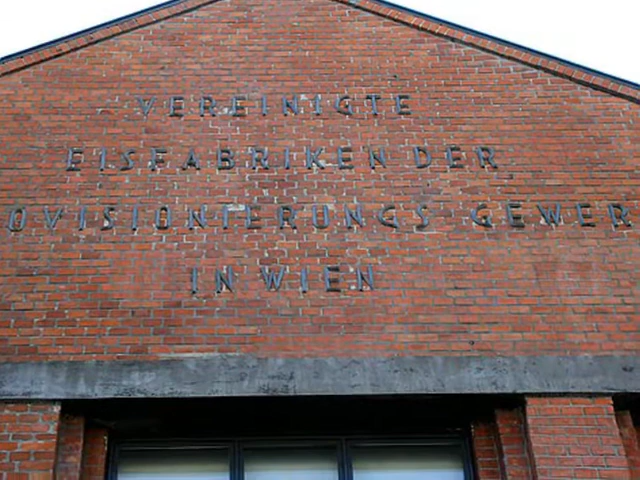 VEREINIGTE
EISFABRIKEN DER
OVISIONIERUNGS GEWER
IN WIEN